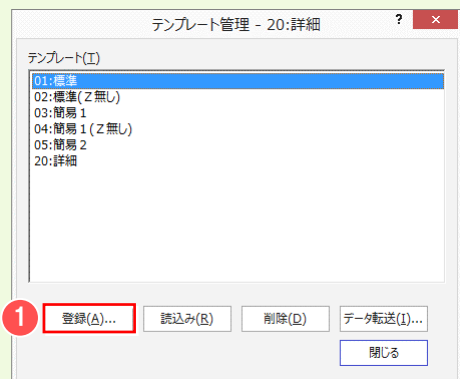 テンプレート管理 - 20:詳細
?
×
テンプレート(T)
01:標準
02:標準(Z無し)
03:簡易1
04:簡易1(Z無し)
05:簡易2
20:詳細
1 登録(A)... 読込み(R) 削除(D) データ転送(I)...
閉じる